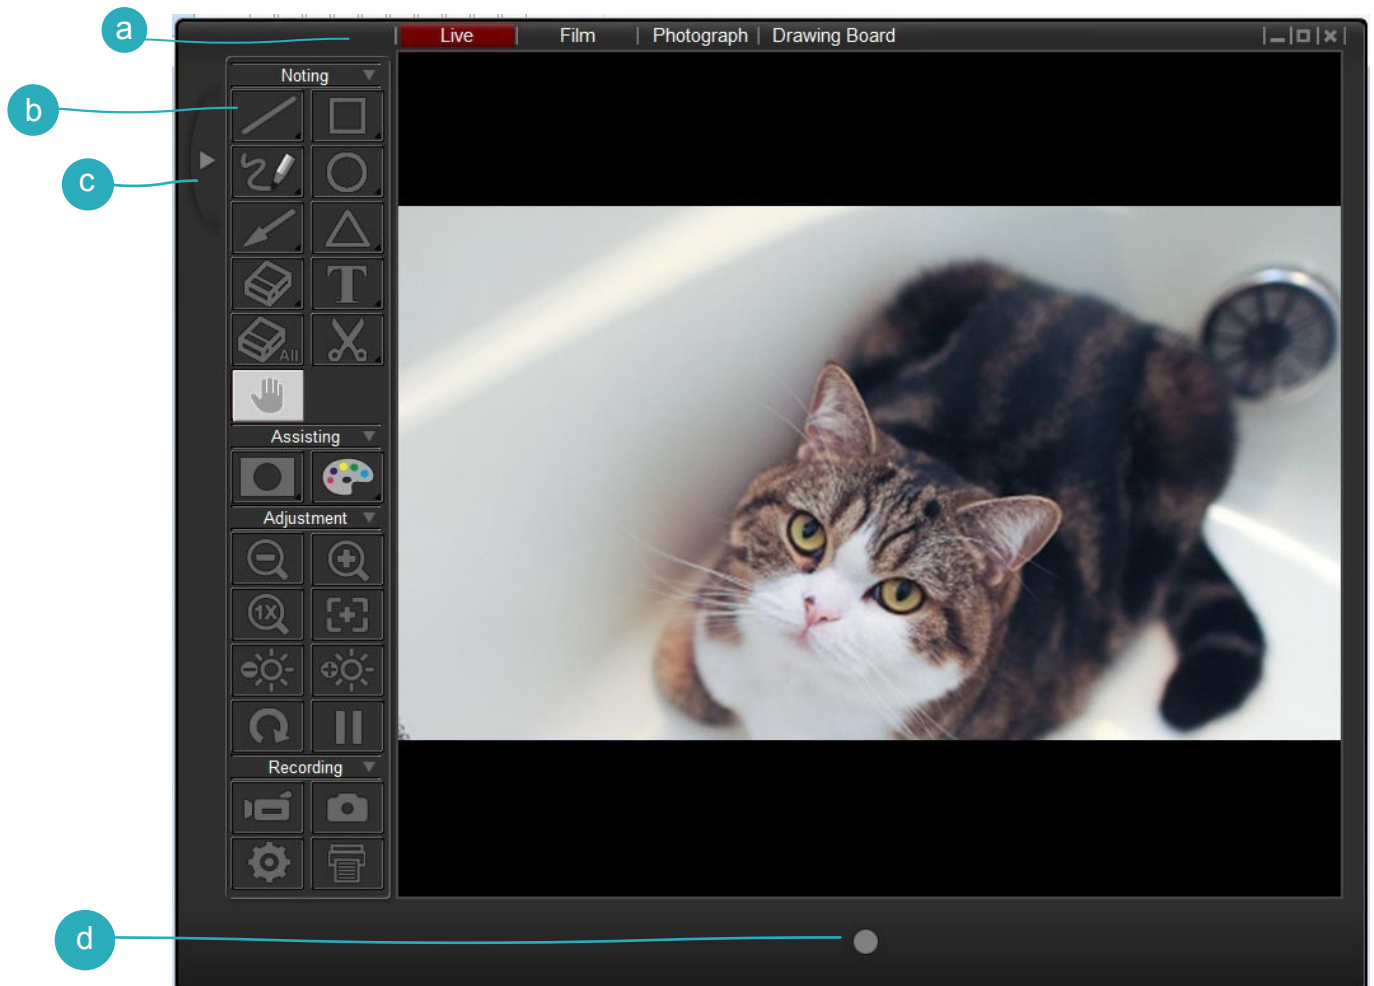 a
Live Film Photograph Drawing Board
Noting
b
c
T
All
Assisting
Adjustment
1X
Recording
d